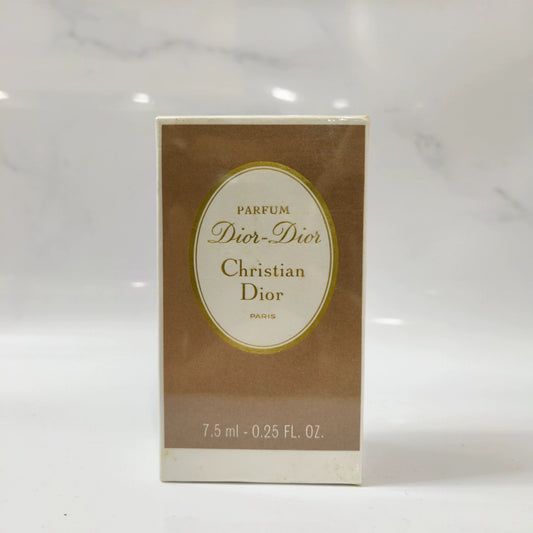 PARFUM
Dior-Dior
Christian
Dior
PARIS
7.5 ml - 0.25 FL. OZ.